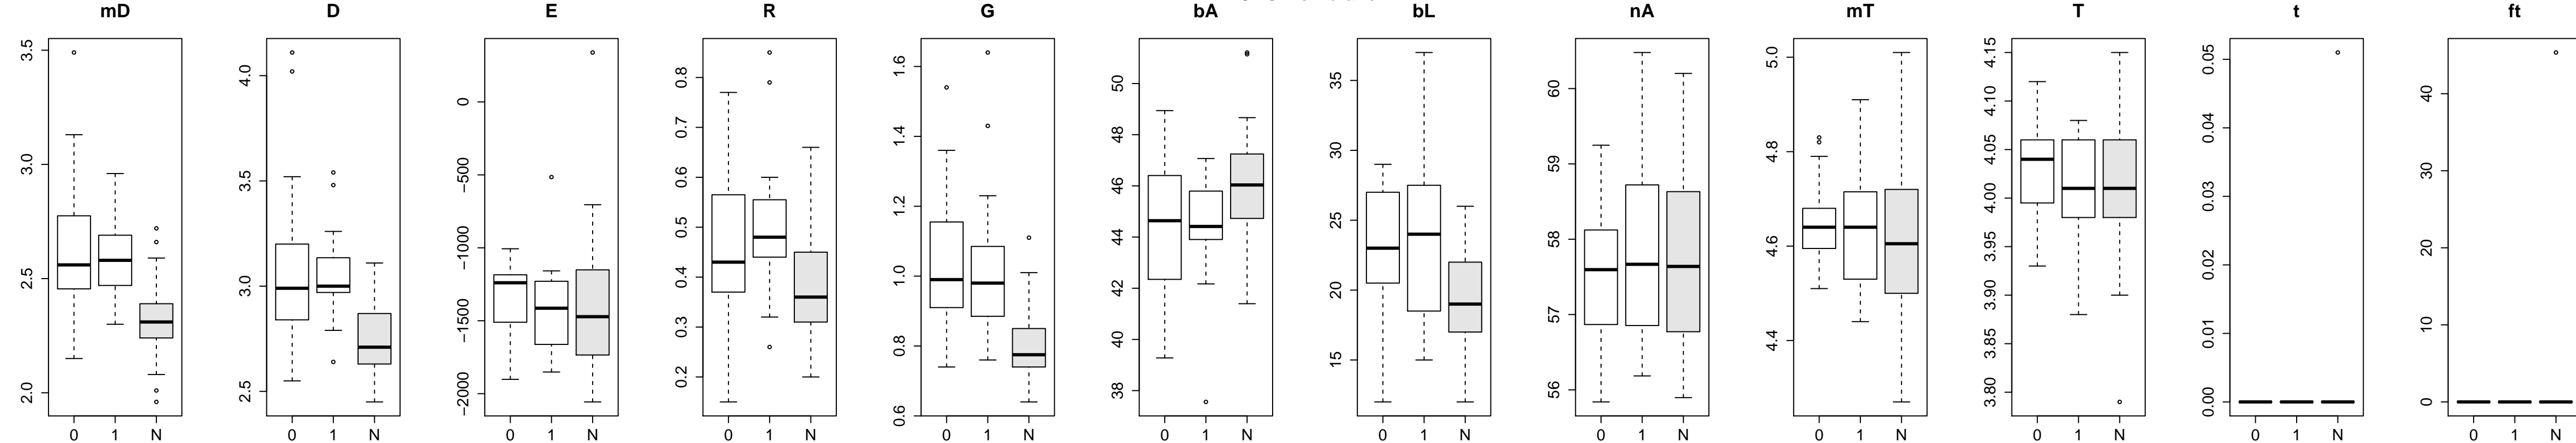 mD D E R G bA bL nA mT T t ft
3.5 3.0 2.5 2.0
0 1 N
4.0 3.5 3.0 2.5
0 1 N
0 −500 −1000 −1500 −2000
0 1 N
0.8 0.7 0.6 0.5 0.4 0.3 0.2
0 1 N
1.6 1.4 1.2 1.0 0.8 0.6
0 1 N
50 48 46 44 42 40 38
0 1 N
35 30 25 20 15
0 1 N
60 59 58 57 56
0 1 N
5.0 4.8 4.6 4.4
0 1 N
4.15 4.10 4.05 4.00 3.95 3.90 3.85 3.80
0 1 N
0.05 0.04 0.03 0.02 0.01 0.00
0 1 N
40 30 20 10 0
0 1 N